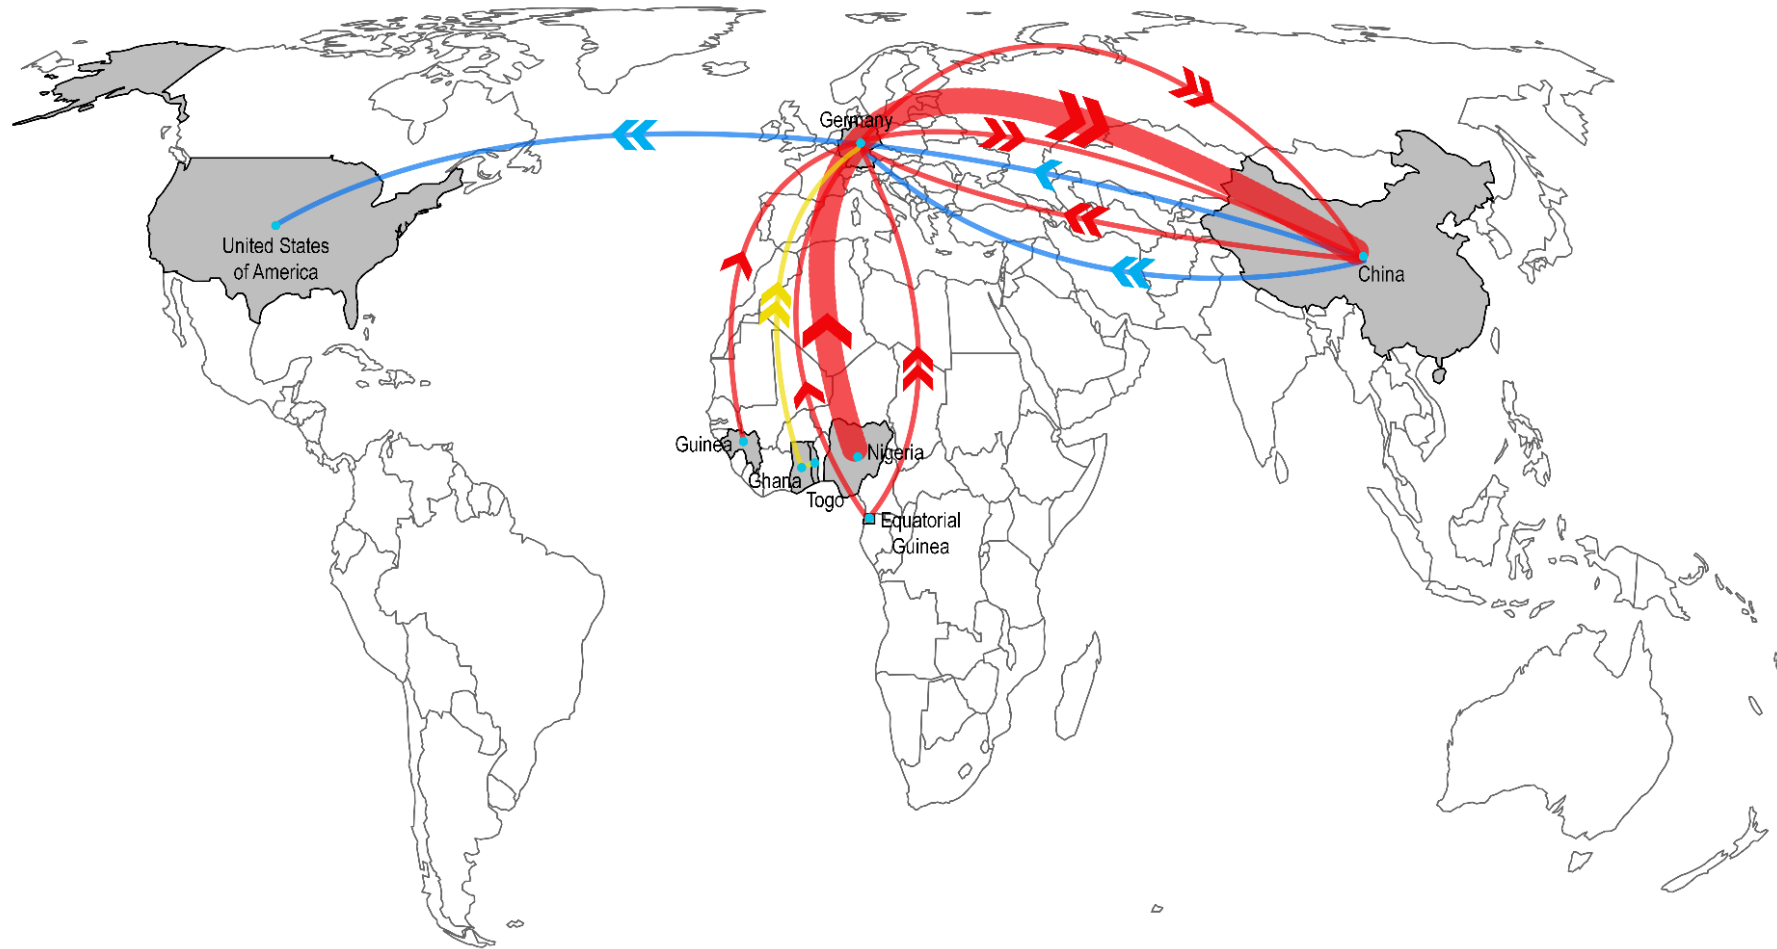 Germany
United States
of America
China
Guinea
Nigeria
Ghana
Togo
Equatorial
Guinea